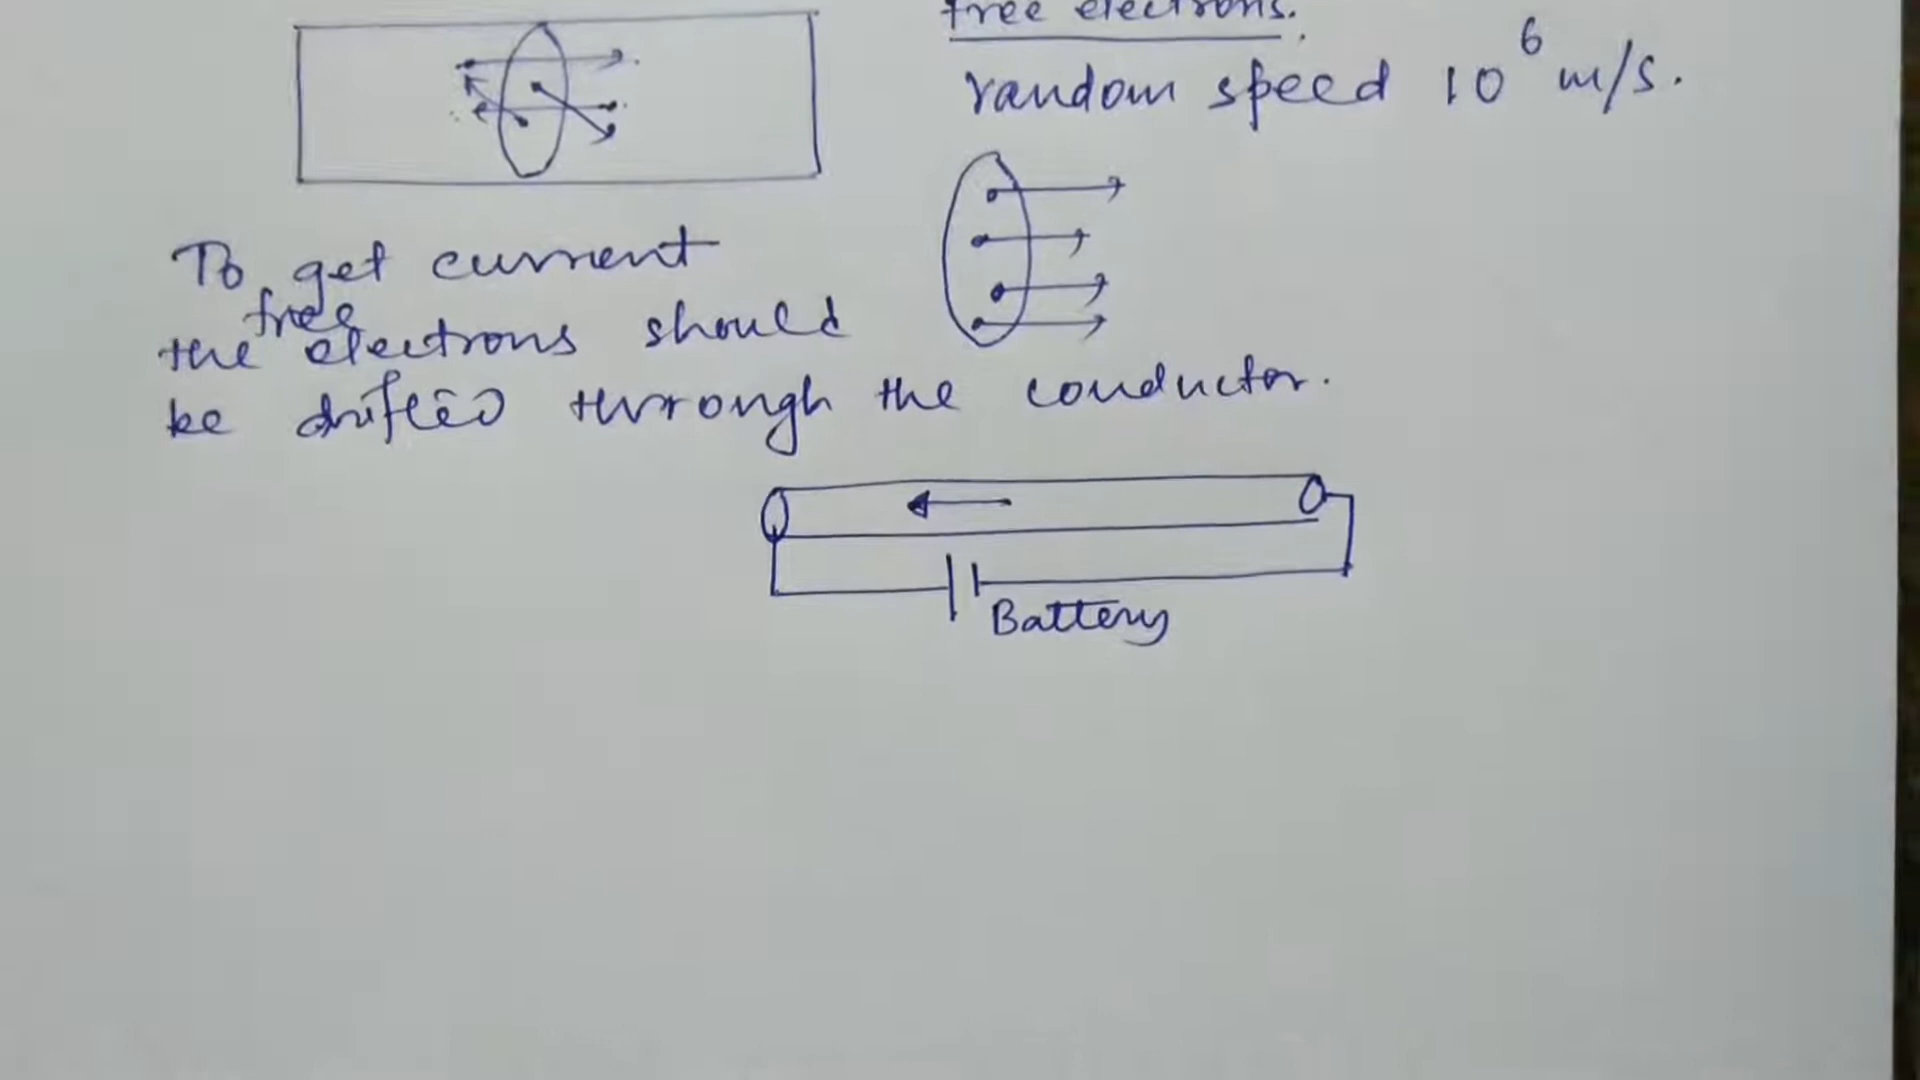 free electrons.
random speed 10⁶ m/s.
To get current
free
the electrons should
be drifted through the conductor.
Battery